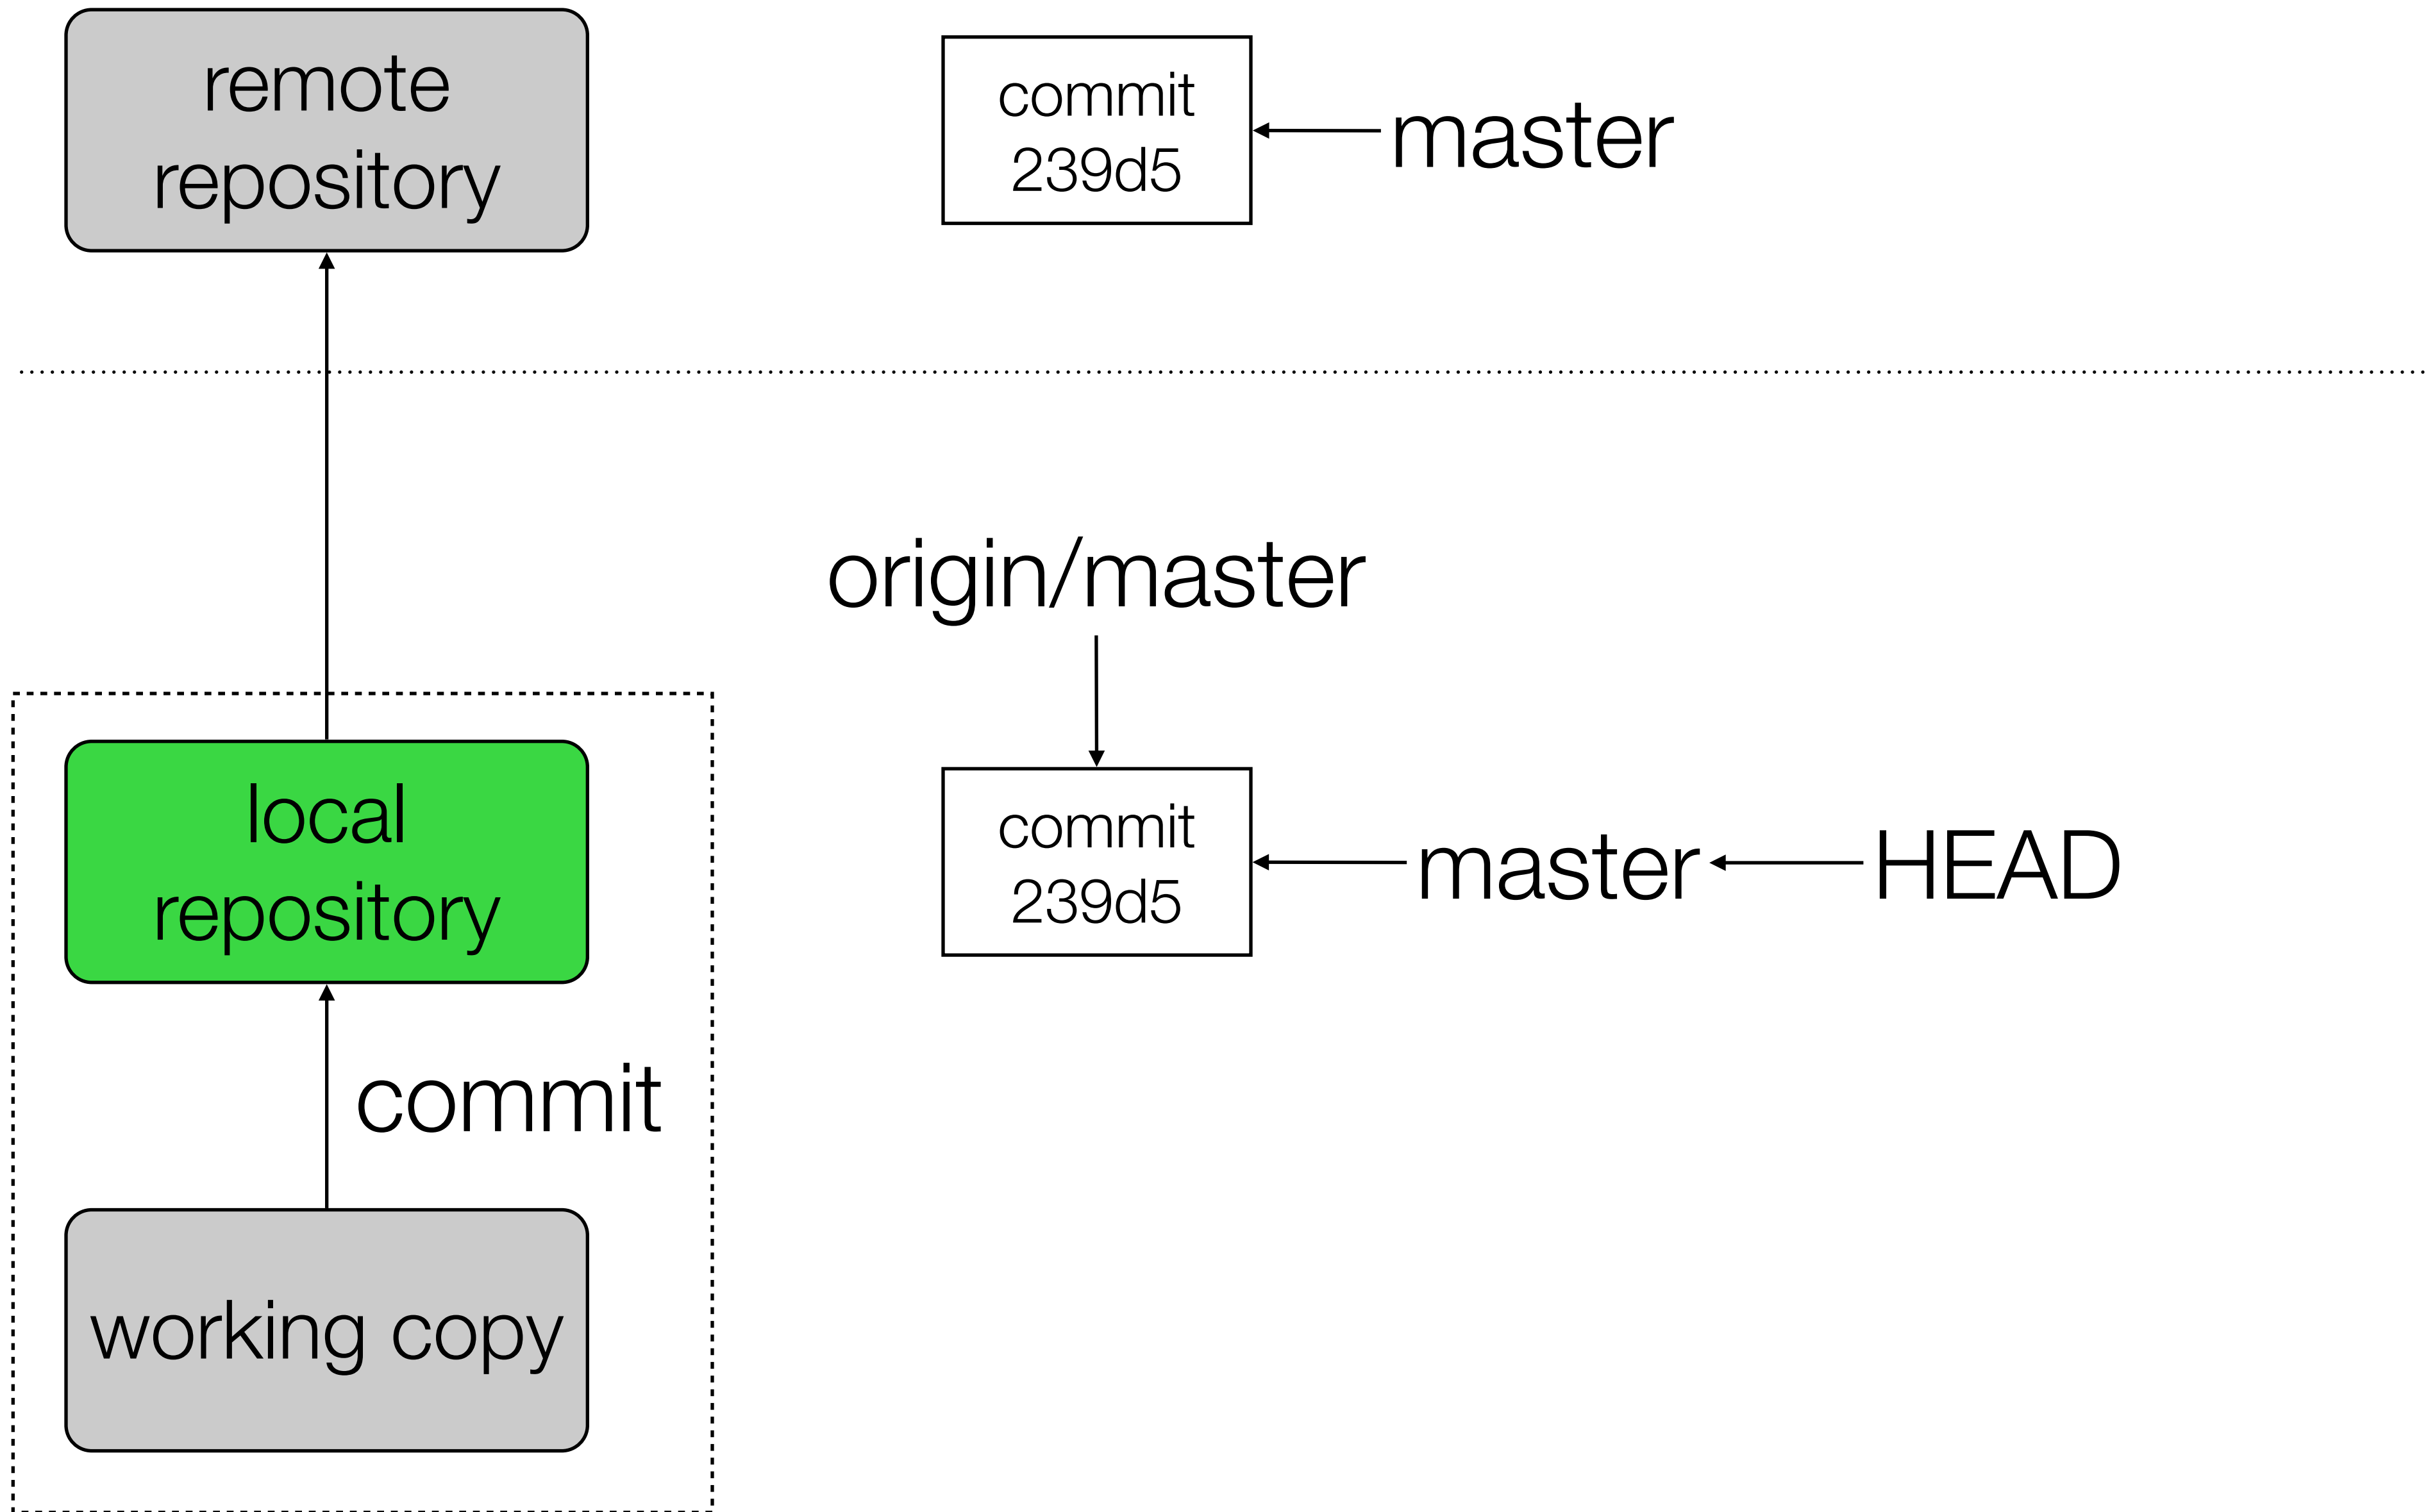 remote
repository
commit
239d5
master
origin/master
local
repository
commit
239d5
master
HEAD
commit
working copy